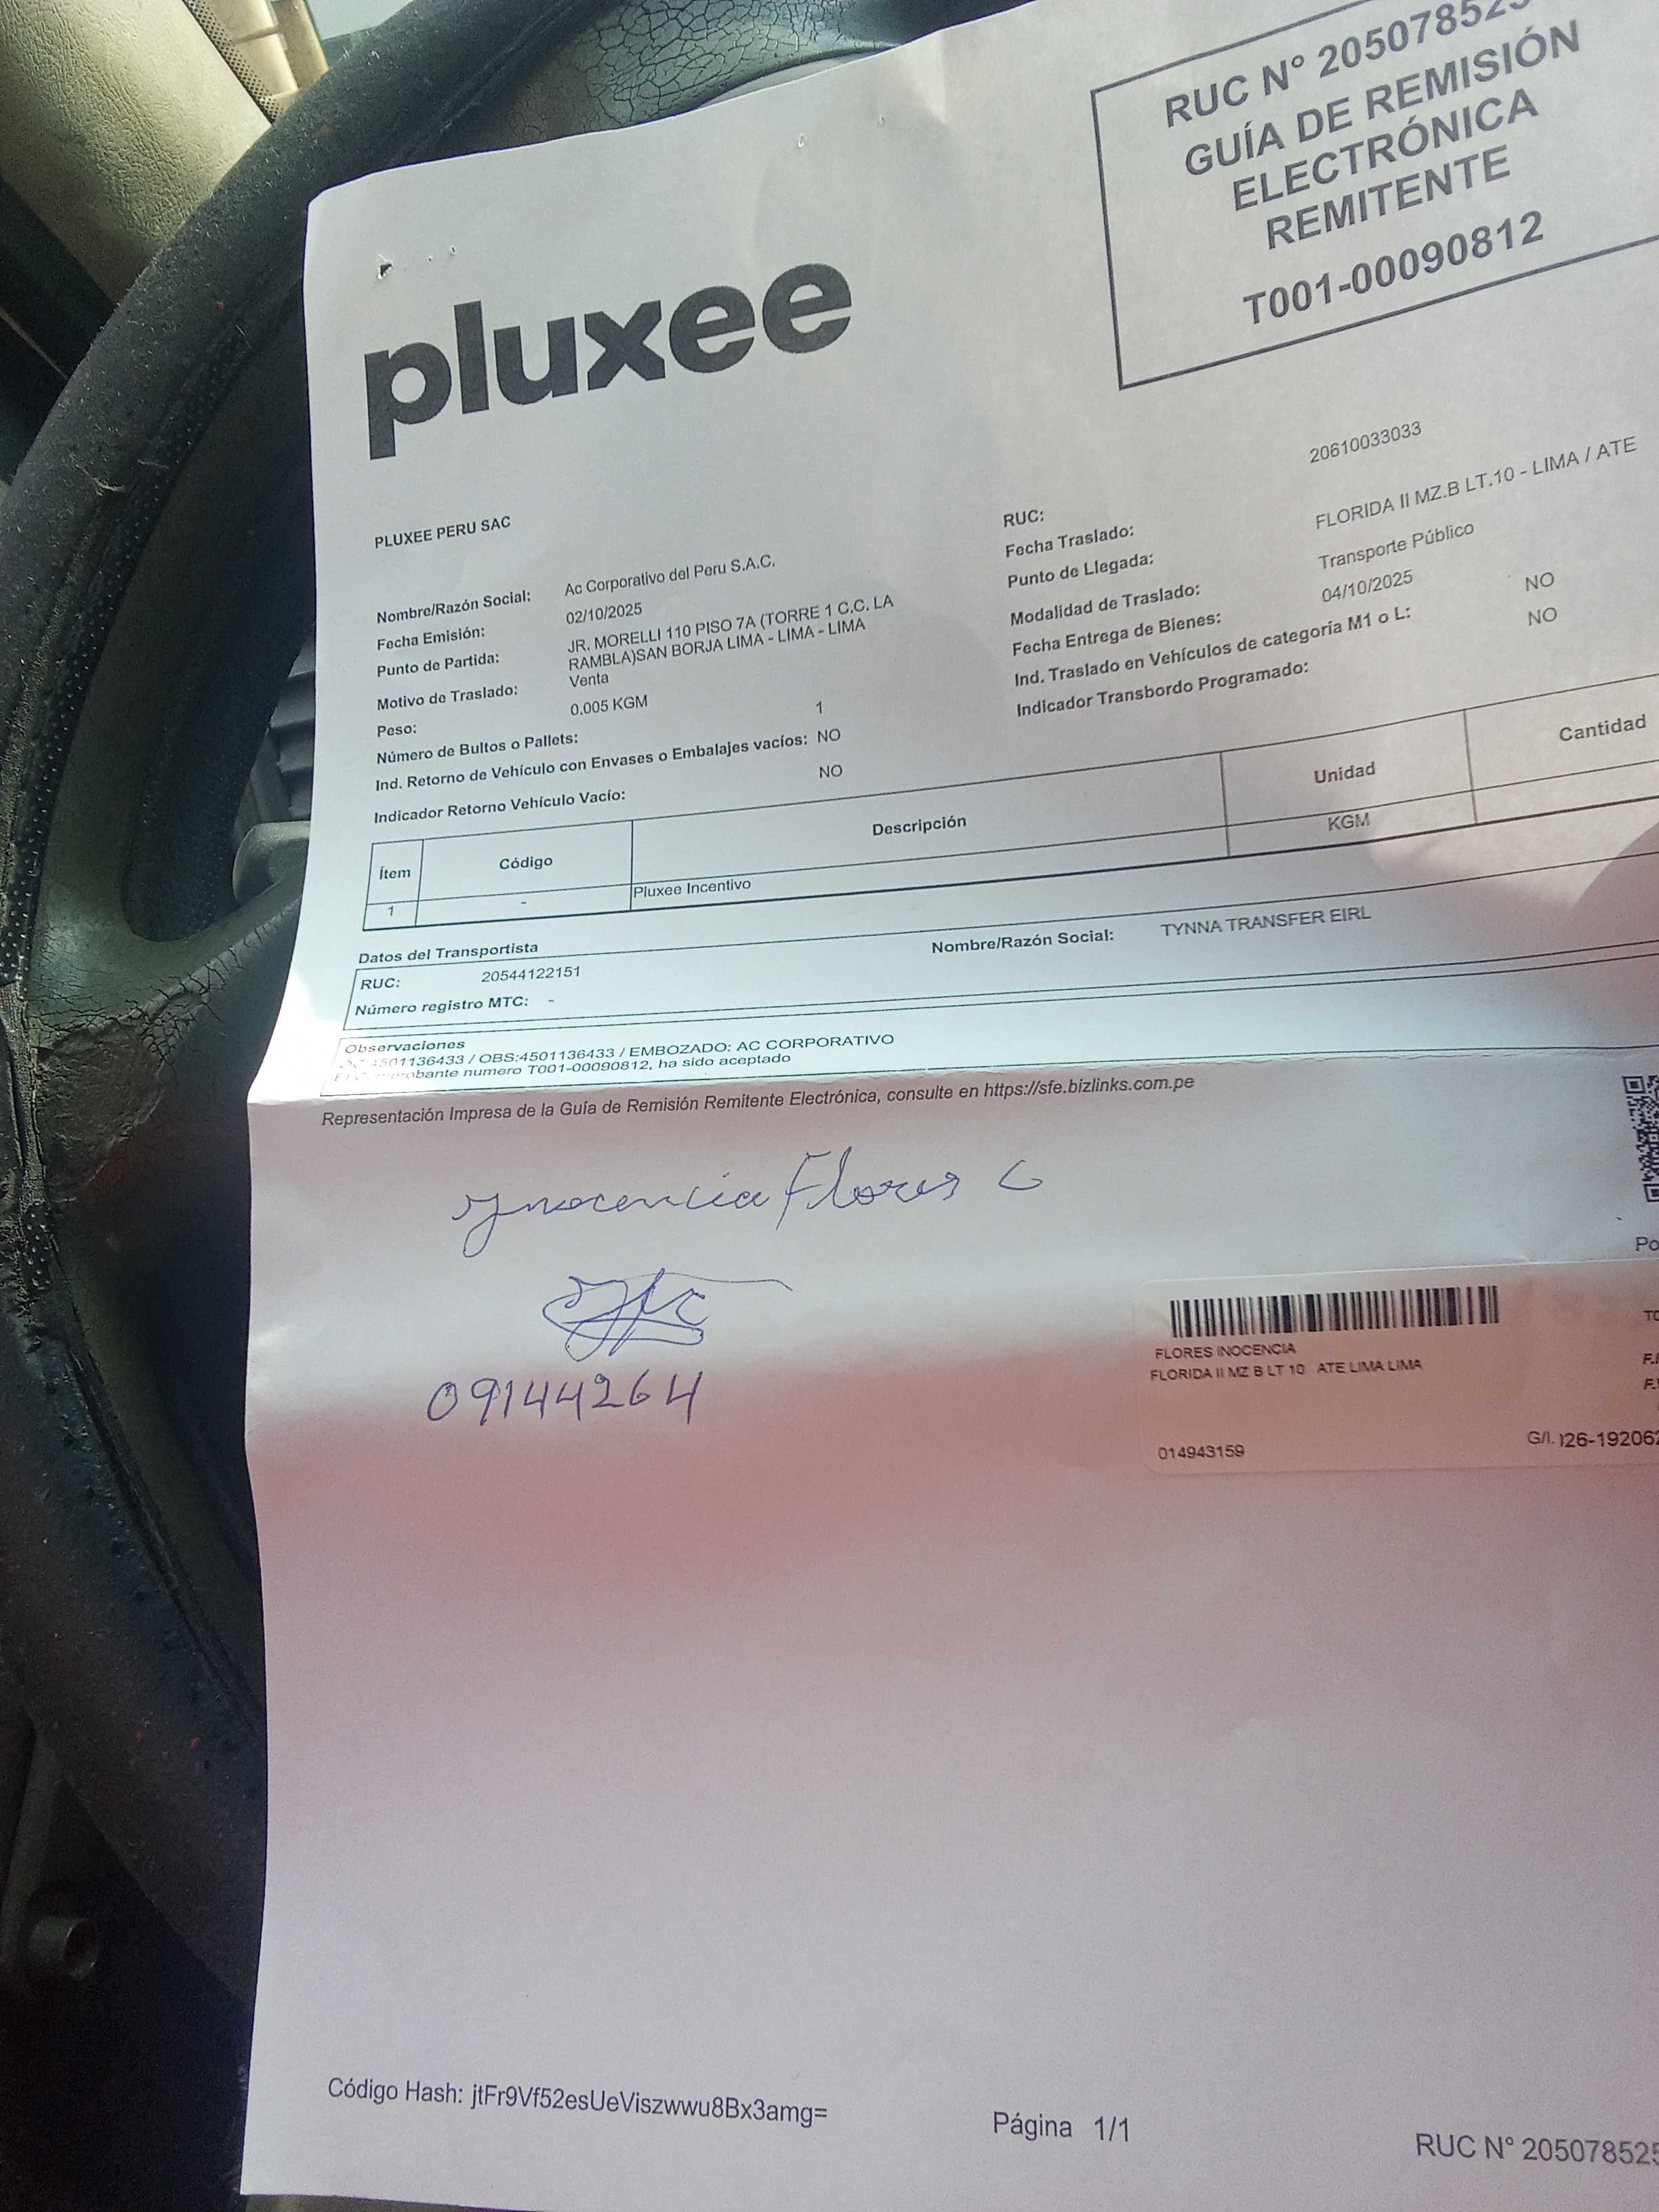 RUC N° 205078525
GUÍA DE REMISIÓN
ELECTRÓNICA
REMITENTE
T001-00090812
pluxee
PLUXEE PERU SAC
Nombre/Razón Social: Ac Corporativo del Peru S.A.C.
Fecha Emisión: 02/10/2025
Punto de Partida: JR. MORELLI 110 PISO 7A (TORRE 1 C.C. LA
RAMBLA)SAN BORJA LIMA - LIMA - LIMA
Motivo de Traslado: Venta
Peso: 0.005 KGM
Número de Bultos o Pallets: 1
Ind. Retorno de Vehículo con Envases o Embalajes vacíos: NO
Indicador Retorno Vehículo Vacío: NO
RUC: 20610033033
Fecha Traslado:
Punto de Llegada: FLORIDA II MZ.B LT.10 - LIMA / ATE
Modalidad de Traslado: Transporte Público
Fecha Entrega de Bienes: 04/10/2025
Ind. Traslado en Vehículos de categoría M1 o L: NO
Indicador Transbordo Programado: NO
Ítem Código Descripción Unidad Cantidad
1 - Pluxee Incentivo KGM
Datos del Transportista
RUC: 20544122151 Nombre/Razón Social: TYNNA TRANSFER EIRL
Número registro MTC: -
Observaciones
4501136433 / OBS:4501136433 / EMBOZADO: AC CORPORATIVO
numero T001-00090812, ha sido aceptado
Representación Impresa de la Guía de Remisión Remitente Electrónica, consulte en https://sfe.bizlinks.com.pe
Ynocencia Flores C
09144264
Po
FLORES INOCENCIA
FLORIDA II MZ B LT 10 ATE LIMA LIMA
014943159
G/I. 026-192062
Código Hash: jtFr9Vf52esUeViszwwu8Bx3amg=
Página 1/1
RUC N° 205078525